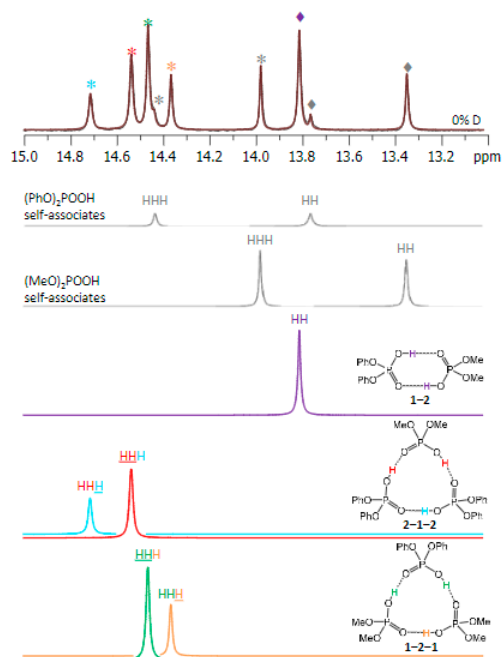 * * * * * * ♦ ♦ ♦
0% D
15.0 14.8 14.6 14.4 14.2 14.0 13.8 13.6 13.4 ppm
(PhO)₂POOH
self-associates
HHH HH
(MeO)₂POOH
self-associates
HHH HH
HH
PhO PhO P O H O O H O P OMe OMe
1–2
HHH HHH
MeO OMe P O O H H O O P P PhO PhO O H O OPh OPh
2–1–2
HHH HHH
PhO OPh P O O H H O O P P MeO MeO O H O OMe OMe
1–2–1